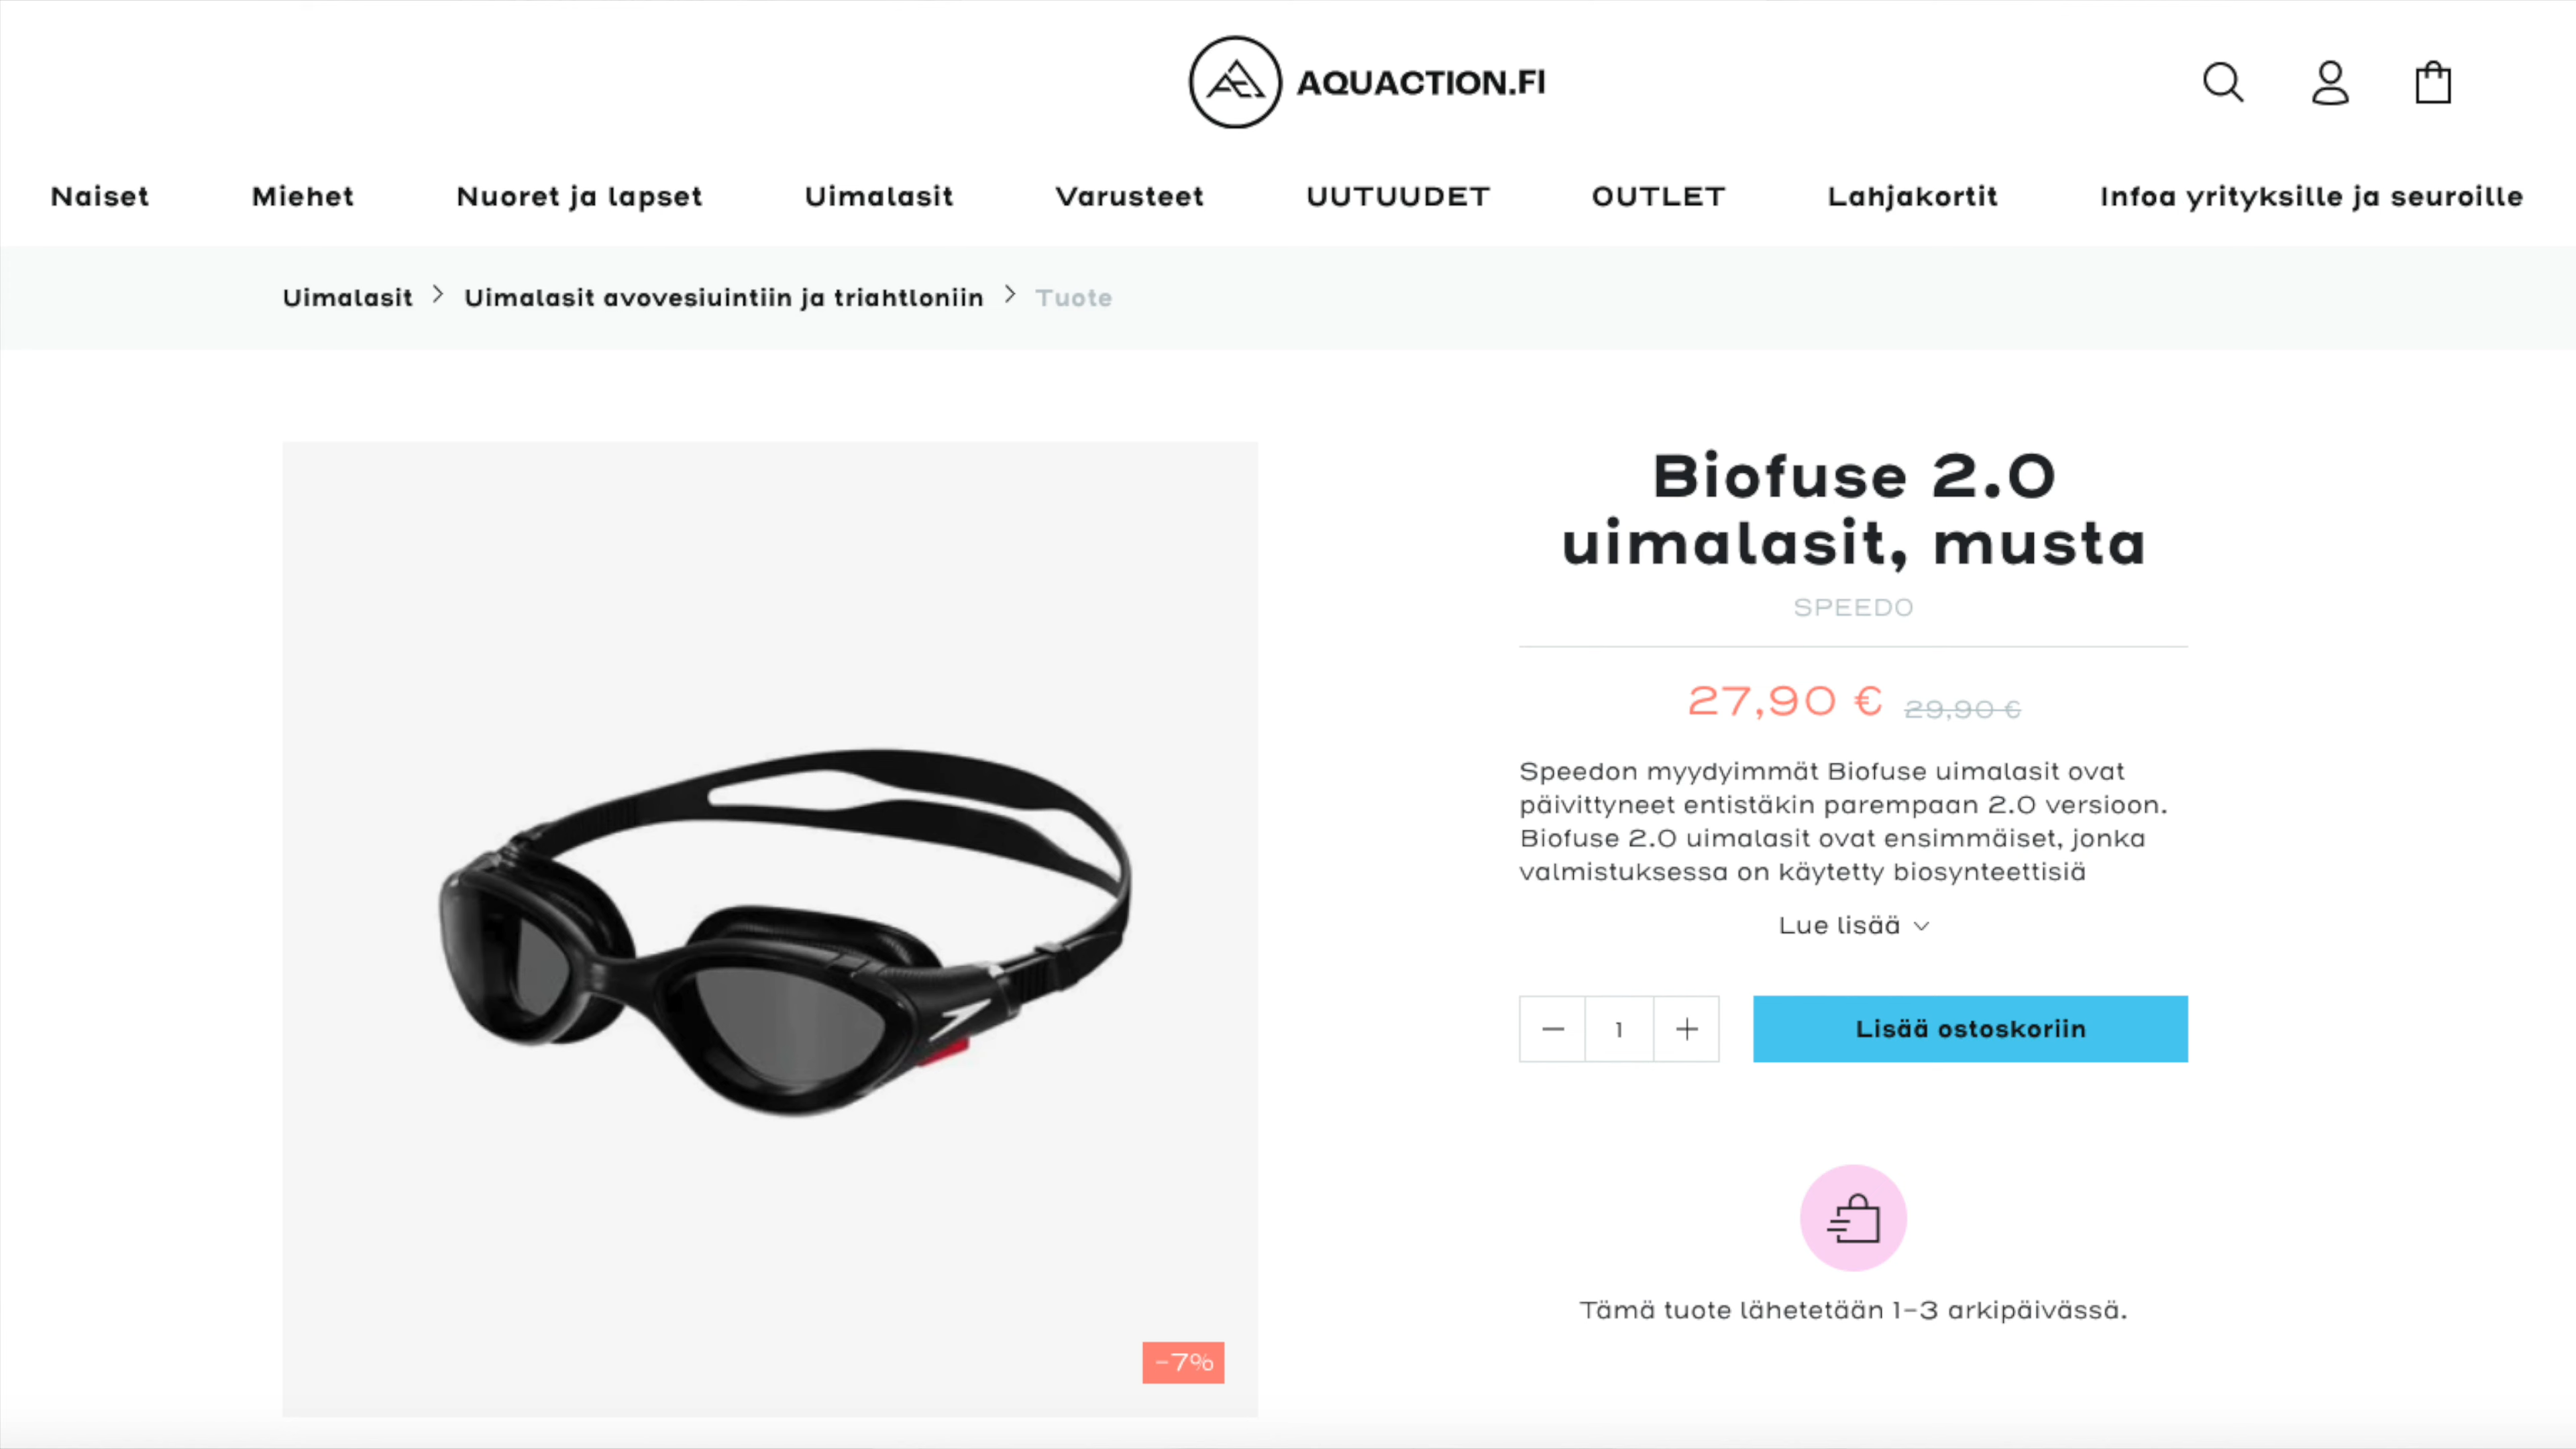 AQUACTION.FI
Naiset
Miehet
Nuoret ja lapset
Uimalasit
Varusteet
UUTUUDET
OUTLET
Lahjakortit
Infoa yrityksille ja seuroille
Uimalasit > Uimalasit avovesiuintiin ja triahtloniin > Tuote
Biofuse 2.0
uimalasit, musta
SPEEDO
27,90 € 29,90 €
Speedon myydyimmät Biofuse uimalasit ovat
päivittyneet entistäkin parempaan 2.0 versioon.
Biofuse 2.0 uimalasit ovat ensimmäiset, jonka
valmistuksessa on käytetty biosynteettisiä
Lue lisää
1
Lisää ostoskoriin
Tämä tuote lähetetään 1-3 arkipäivässä.
-7%